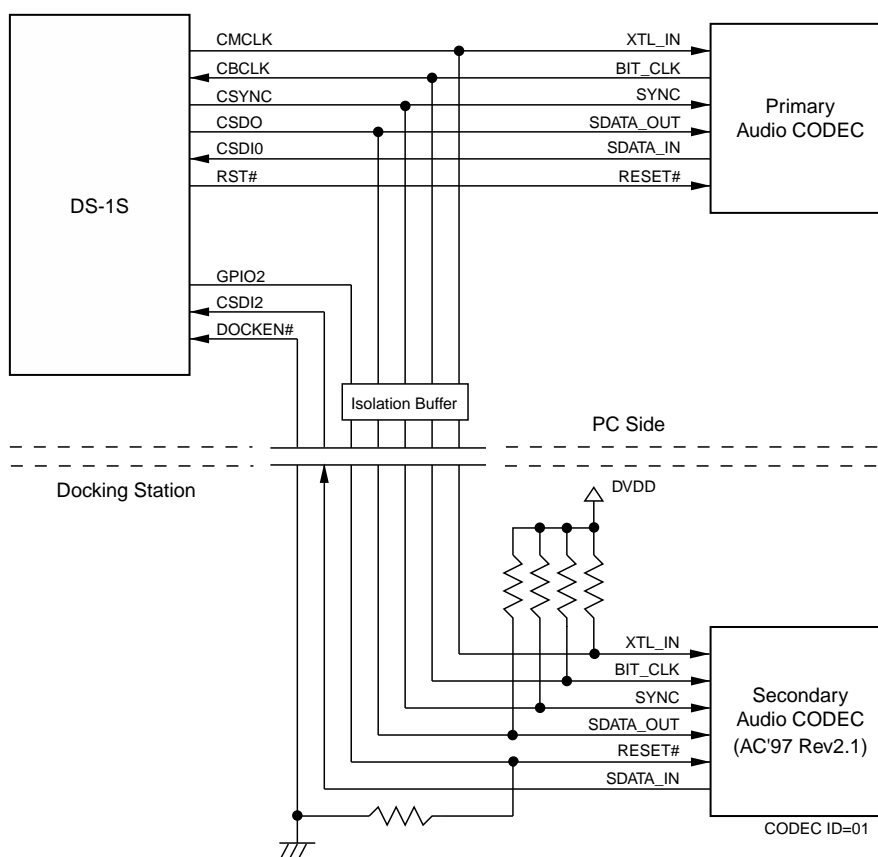 CMCLK
XTL_IN
CBCLK
BIT_CLK
CSYNC
SYNC
CSDO
SDATA_OUT
CSDI0
SDATA_IN
RST#
RESET#
DS-1S
Primary
Audio CODEC
GPIO2
CSDI2
DOCKEN#
Isolation Buffer
PC Side
Docking Station
DVDD
XTL_IN
BIT_CLK
SYNC
SDATA_OUT
RESET#
SDATA_IN
Secondary
Audio CODEC
(AC'97 Rev2.1)
CODEC ID=01